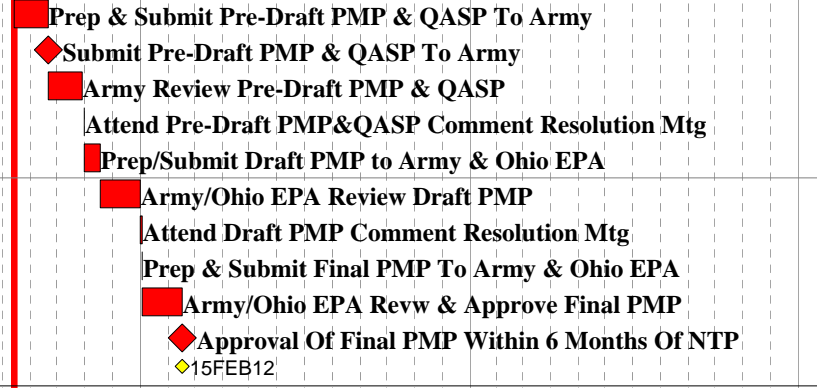 Prep & Submit Pre-Draft PMP & QASP To Army
Submit Pre-Draft PMP & QASP To Army
Army Review Pre-Draft PMP & QASP
Attend Pre-Draft PMP&QASP Comment Resolution Mtg
Prep/Submit Draft PMP to Army & Ohio EPA
Army/Ohio EPA Review Draft PMP
Attend Draft PMP Comment Resolution Mtg
Prep & Submit Final PMP To Army & Ohio EPA
Army/Ohio EPA Revw & Approve Final PMP
Approval Of Final PMP Within 6 Months Of NTP
15FEB12